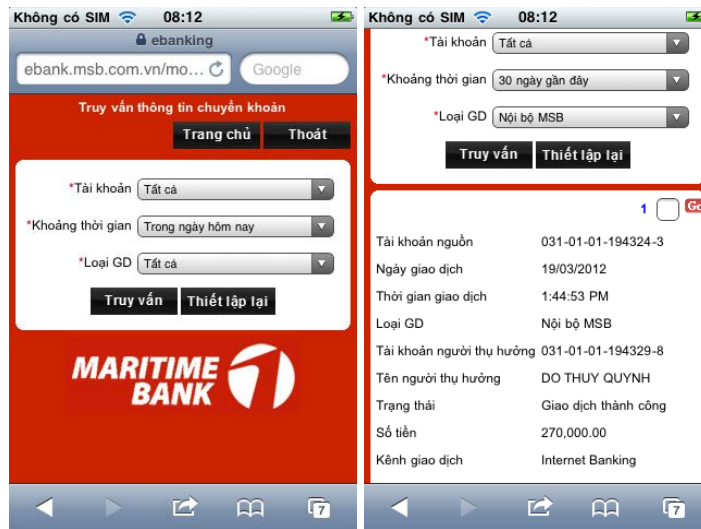 Không có SIM 08:12
ebanking
ebank.msb.com.vn/mo... Google
Truy vấn thông tin chuyển khoản
Trang chủ Thoát
*Tài khoản Tất cả
*Khoảng thời gian Trong ngày hôm nay
*Loại GD Tất cả
Truy vấn Thiết lập lại
MARITIME
BANK
7
Không có SIM 08:12
*Tài khoản Tất cả
*Khoảng thời gian 30 ngày gần đây
*Loại GD Nội bộ MSB
Truy vấn Thiết lập lại
1 Go
Tài khoản nguồn 031-01-01-194324-3
Ngày giao dịch 19/03/2012
Thời gian giao dịch 1:44:53 PM
Loại GD Nội bộ MSB
Tài khoản người thụ hưởng 031-01-01-194329-8
Tên người thụ hưởng DO THUY QUYNH
Trạng thái Giao dịch thành công
Số tiền 270,000.00
Kênh giao dịch Internet Banking
7